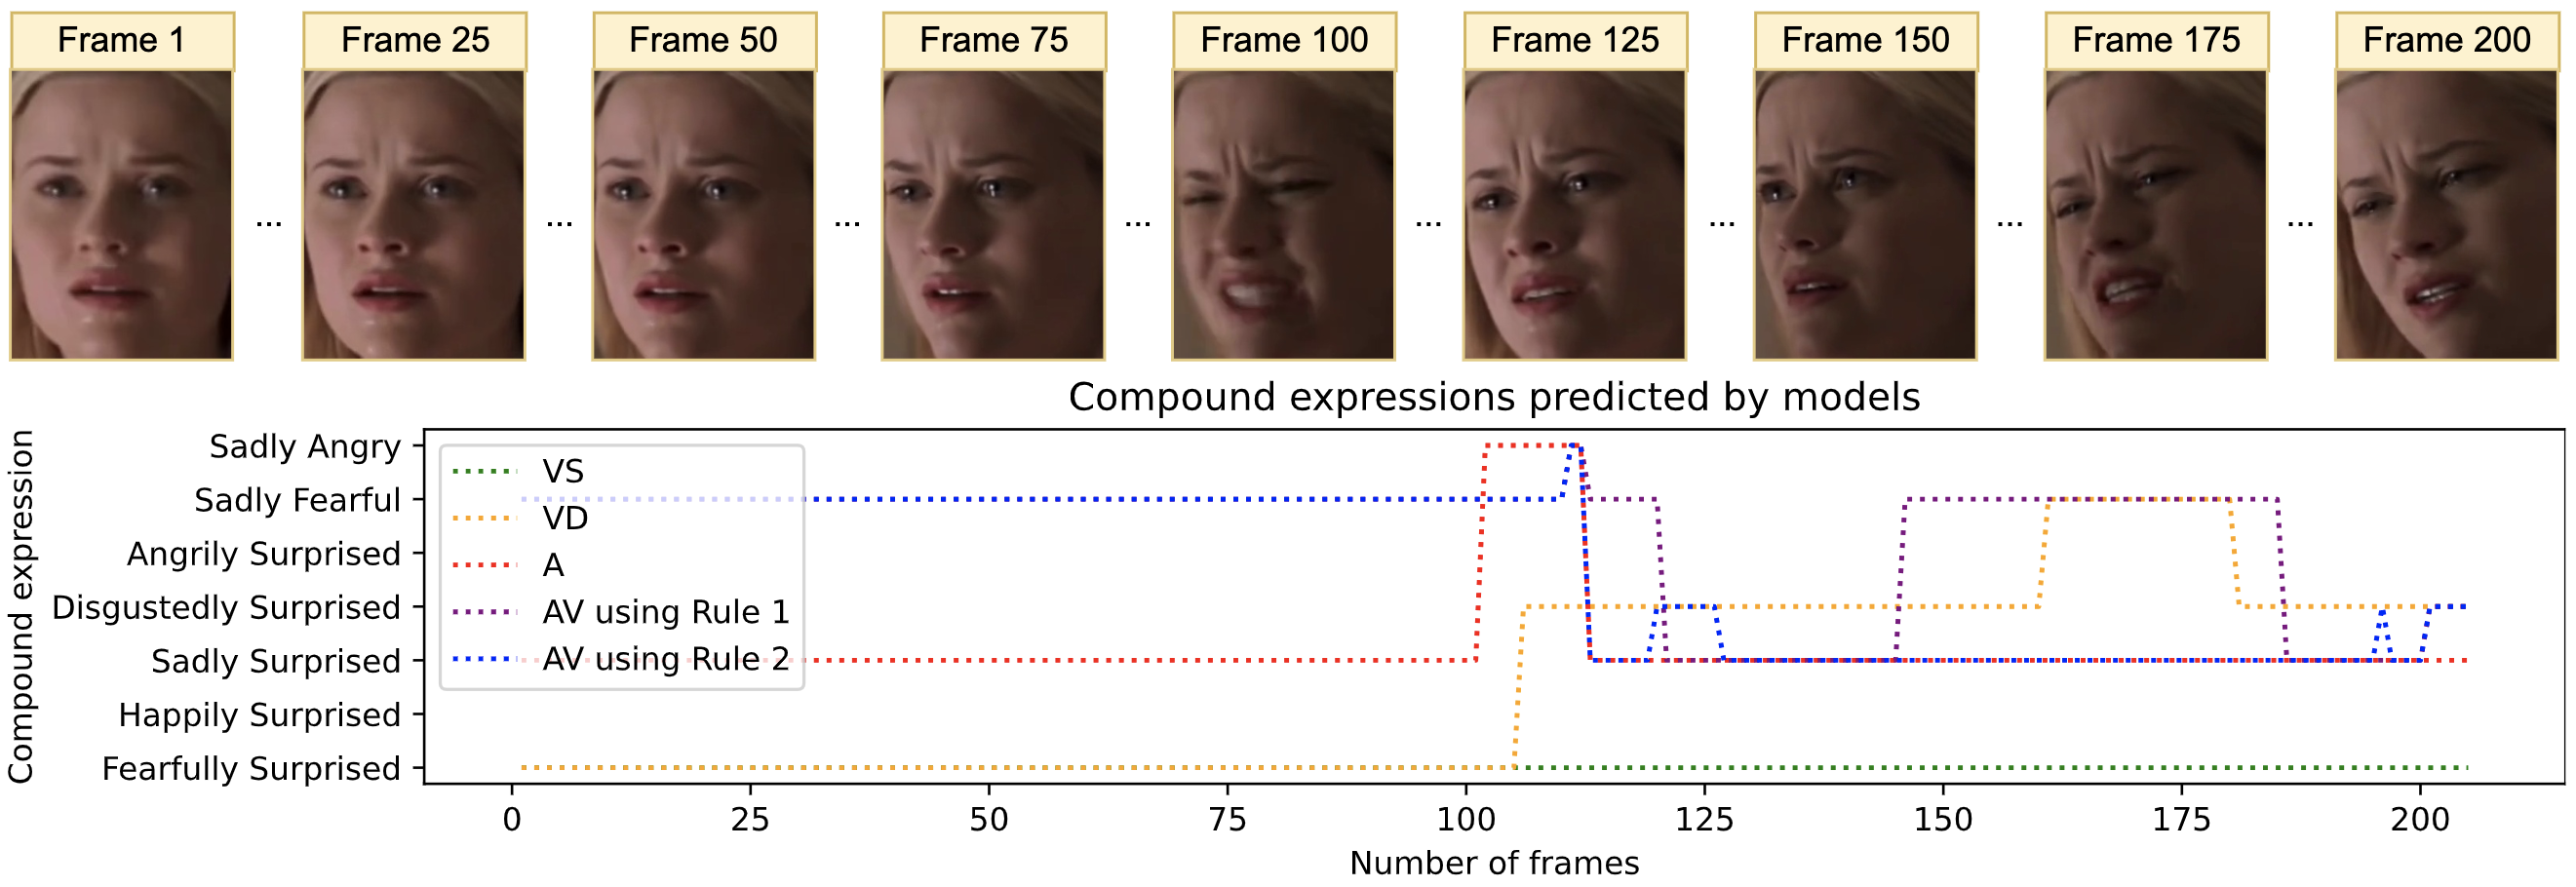 Frame 1
Frame 25
Frame 50
Frame 75
Frame 100
Frame 125
Frame 150
Frame 175
Frame 200
... ... ... ... ... ... ... ...
Compound expressions predicted by models
Compound expression
Sadly Angry
Sadly Fearful
Angrily Surprised
Disgustedly Surprised
Sadly Surprised
Happily Surprised
Fearfully Surprised
VS
VD
A
AV using Rule 1
AV using Rule 2
0 25 50 75 100 125 150 175 200
Number of frames